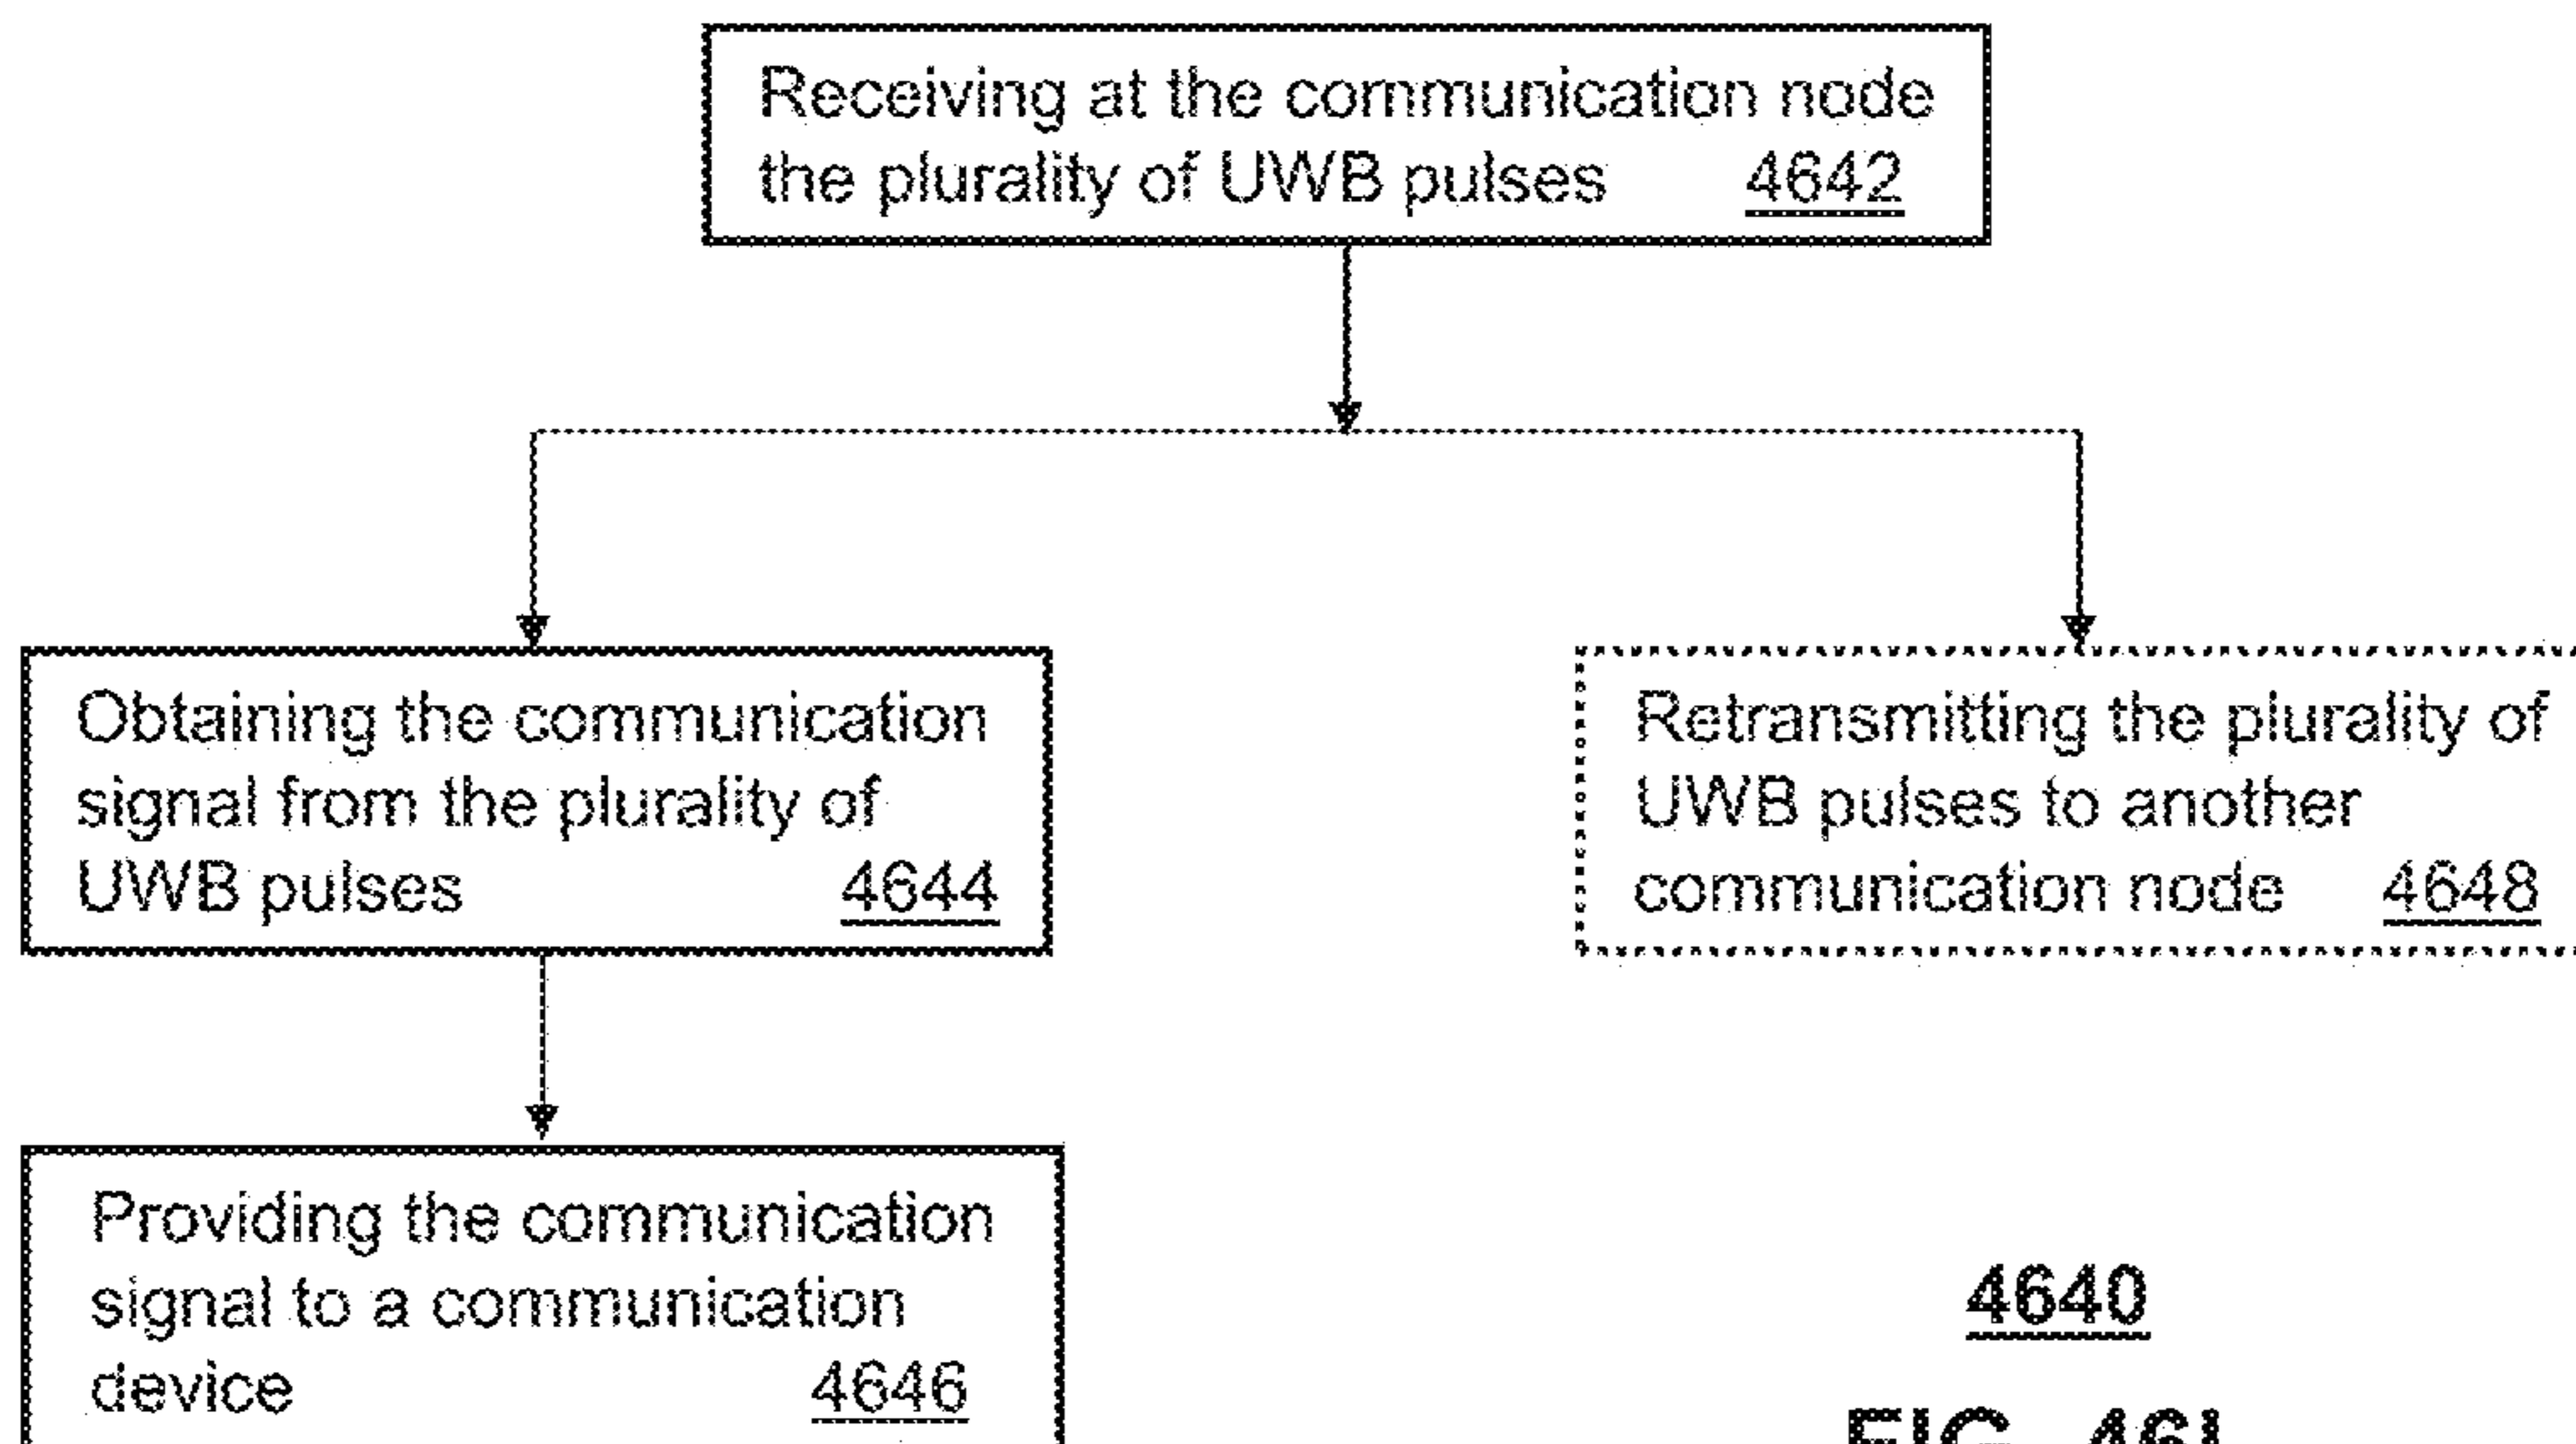 Receiving at the communication node
the plurality of UWB pulses 4642
Obtaining the communication
signal from the plurality of
UWB pulses 4644
Retransmitting the plurality of
UWB pulses to another
communication node 4648
Providing the communication
signal to a communication
device 4646
4640
FIG. 46I